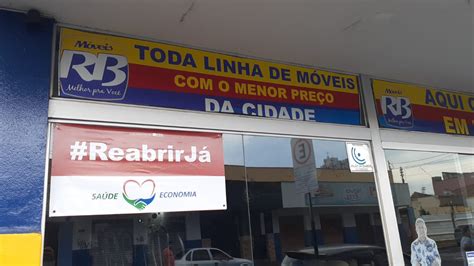 Móveis
RB
Melhor pra Você
TODA LINHA DE MÓVEIS
COM O MENOR PREÇO
DA CIDADE
Móveis
RB
AQUI
EM
#ReabrirJá
SAÚDE
ECONOMIA
E